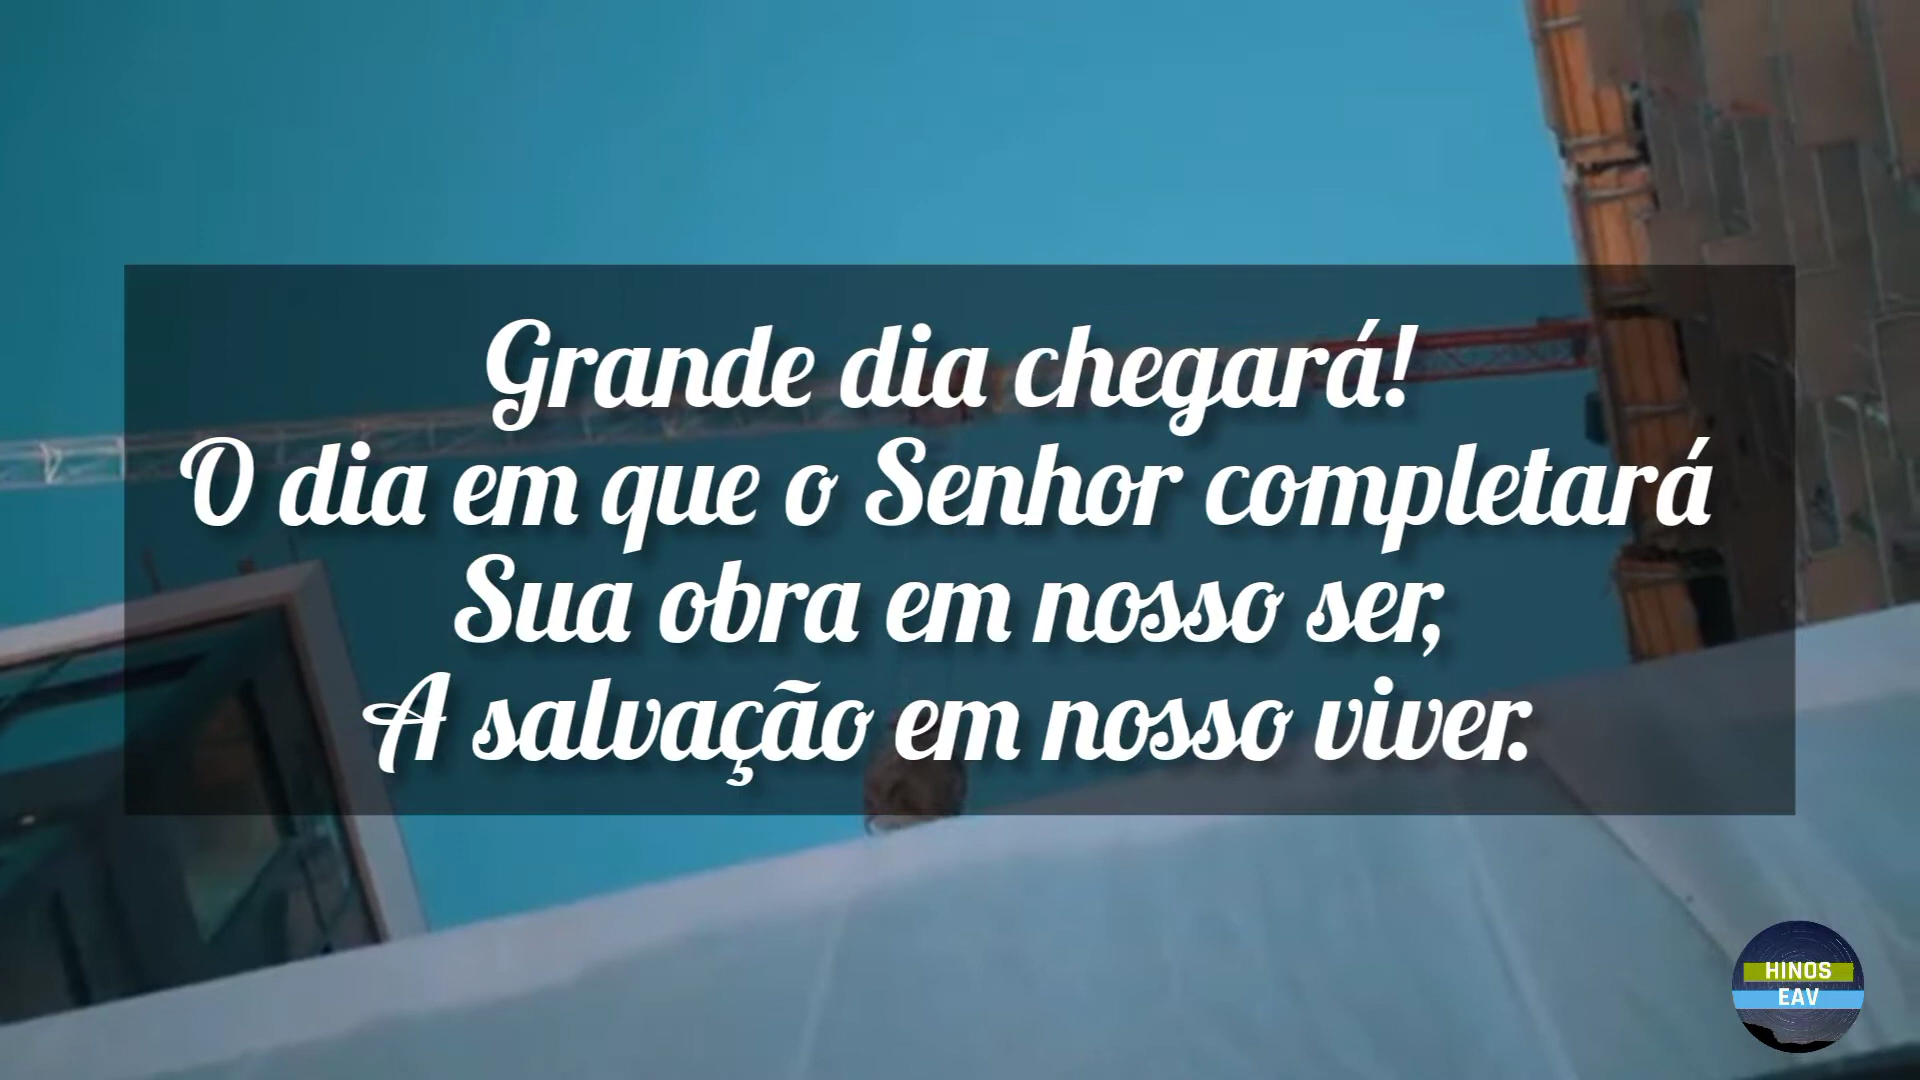 Grande dia chegará!
O dia em que o Senhor completará
Sua obra em nosso ser,
A salvação em nosso viver.
HINOS
EAV